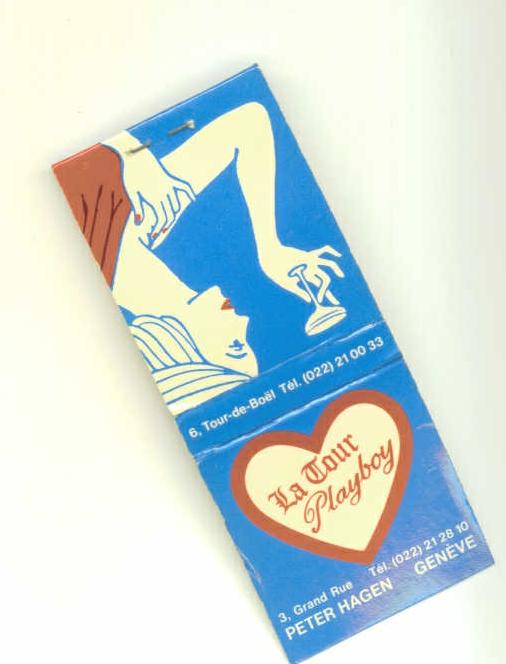 6, Tour-de-Boël Tél. (022) 21 00 33
La Tour
Playboy
3, Grand Rue Tél. (022) 21 28 10
PETER HAGEN GENÈVE